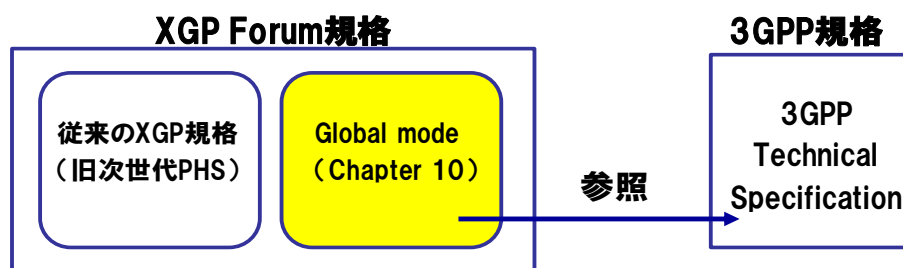 XGP Forum規格
従来のXGP規格
（旧次世代PHS）
Global mode
（Chapter 10）
参照
3GPP規格
3GPP
Technical
Specification